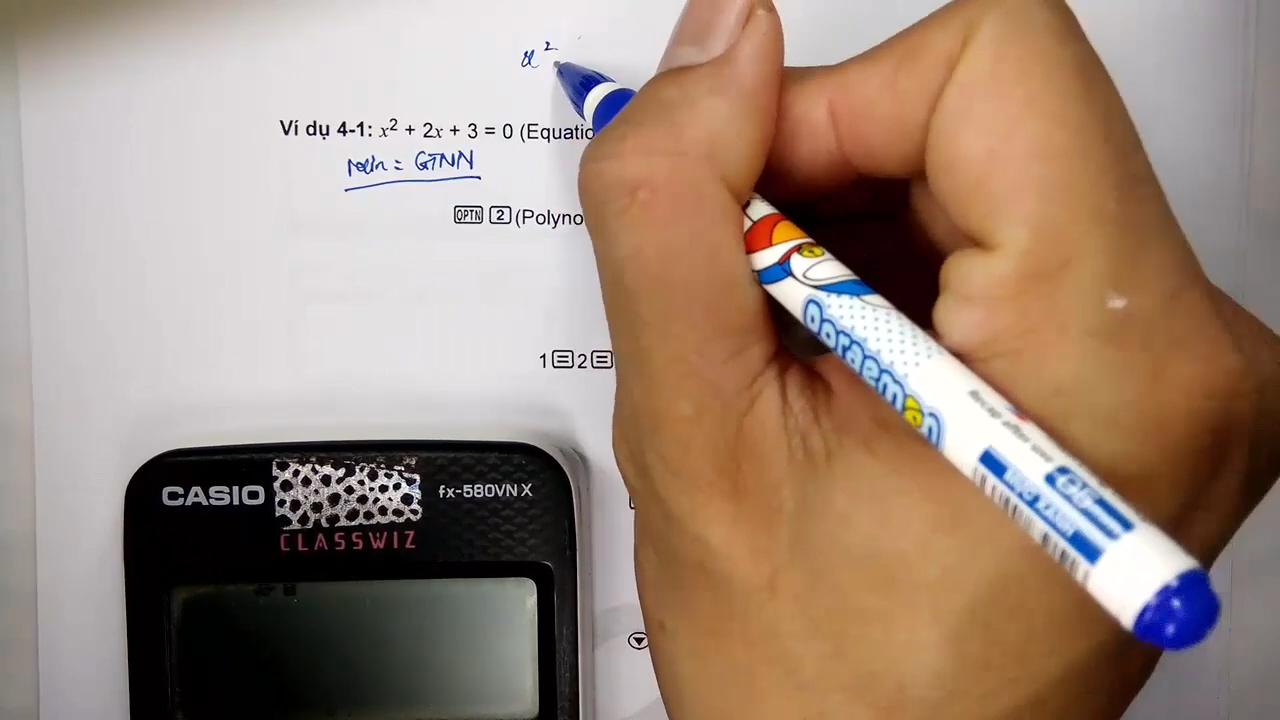 x²
Ví dụ 4-1: x² + 2x + 3 = 0 (Equatio
Min = GTNN
OPTN 2 (Polyno
1 = 2 =
CASIO fx-580VN X
CLASSWIZ
Doraemon